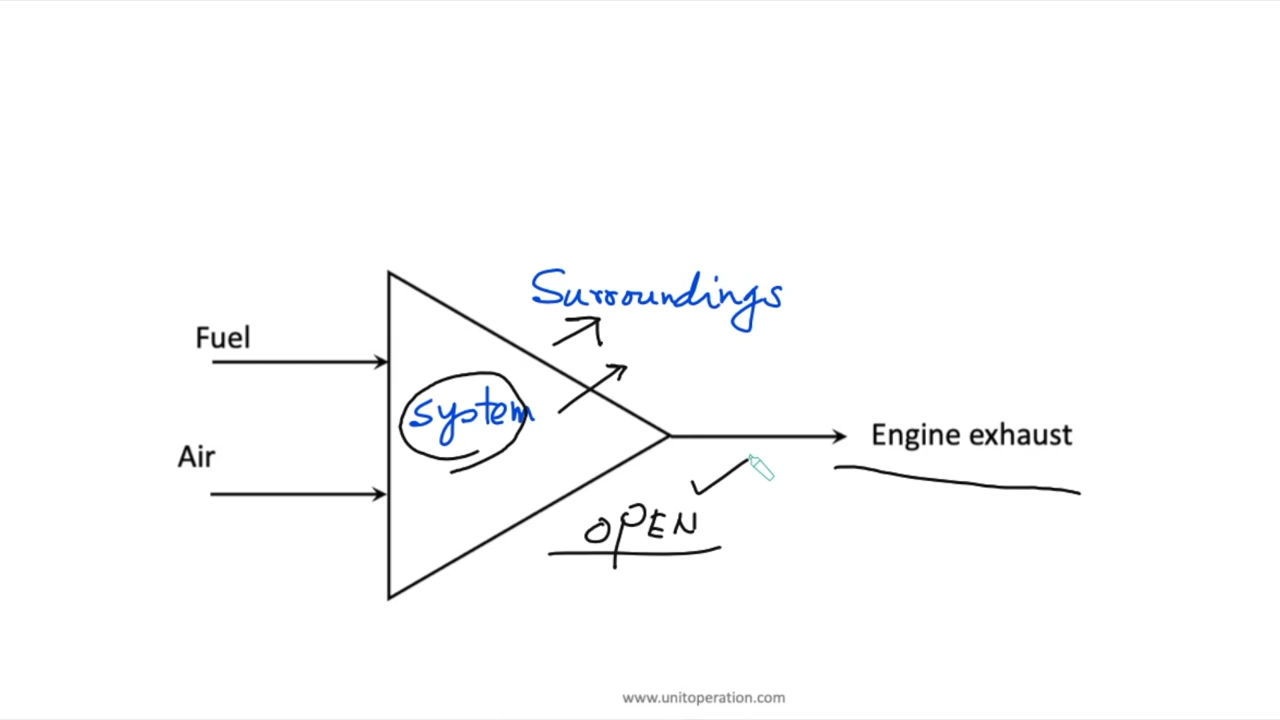 Surroundings
Fuel
system
Engine exhaust
Air
OPEN
www.unitoperation.com